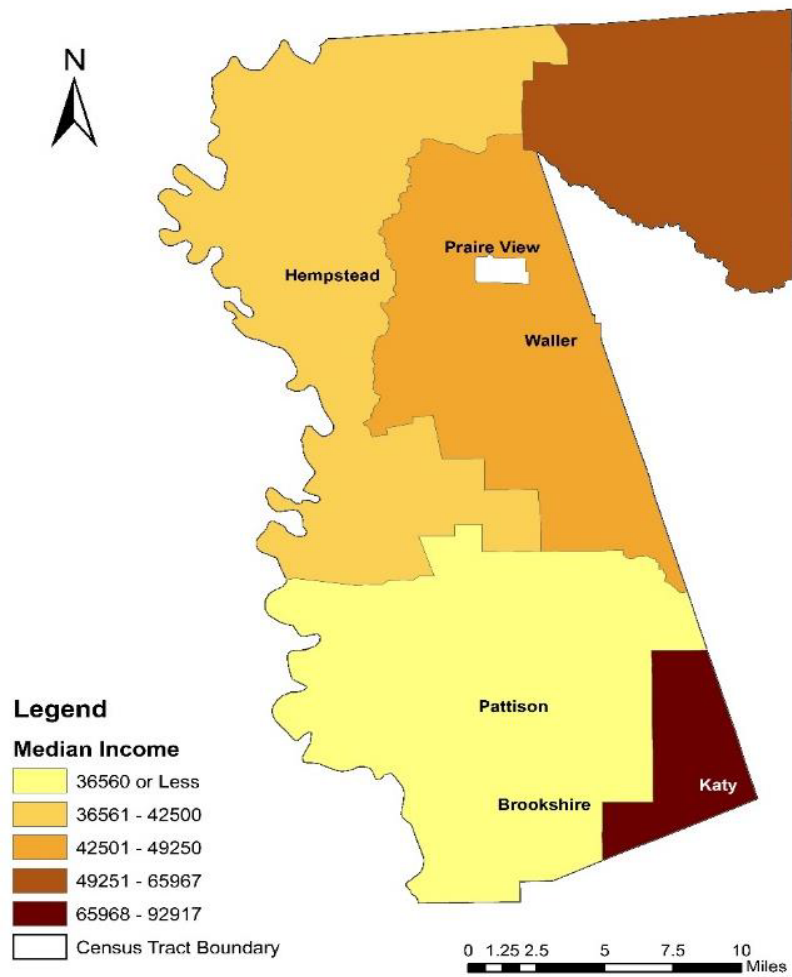 N
Praire View
Hempstead
Waller
Pattison
Katy
Brookshire
Legend
Median Income
36560 or Less
36561 - 42500
42501 - 49250
49251 - 65967
65968 - 92917
Census Tract Boundary
0 1.25 2.5 5 7.5 10
Miles